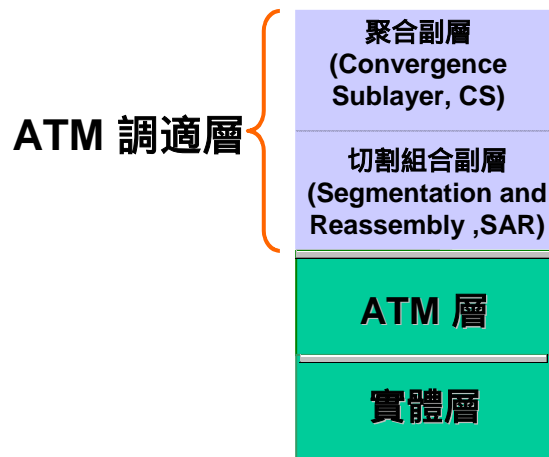 聚合副層
(Convergence
Sublayer, CS)
ATM 調適層
切割組合副層
(Segmentation and
Reassembly ,SAR)
ATM 層
實體層